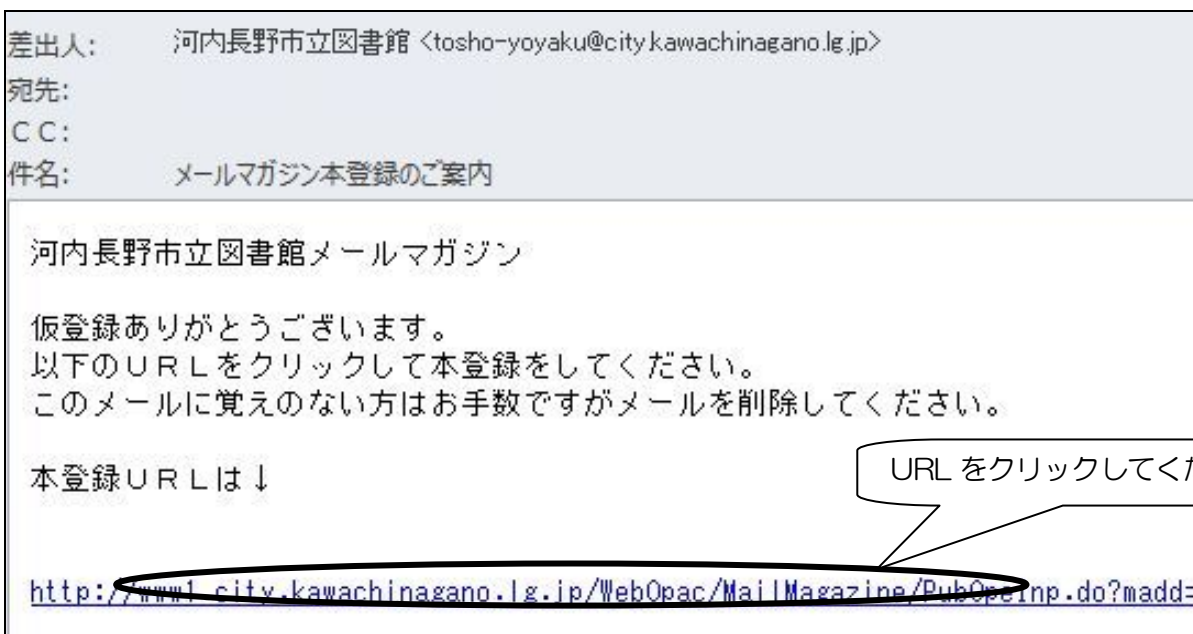 差出人: 河内長野市立図書館 <tosho-yoyaku@city.kawachinagano.lg.jp>
宛先:
ＣＣ:
件名: メールマガジン本登録のご案内
河内長野市立図書館メールマガジン
仮登録ありがとうございます。
以下のＵＲＬをクリックして本登録をしてください。
このメールに覚えのない方はお手数ですがメールを削除してください。
本登録ＵＲＬは↓
URL をクリックしてくだ
http://www1.city.kawachinagano.lg.jp/WebOpac/MailMagazine/PubOpeInp.do?madd=